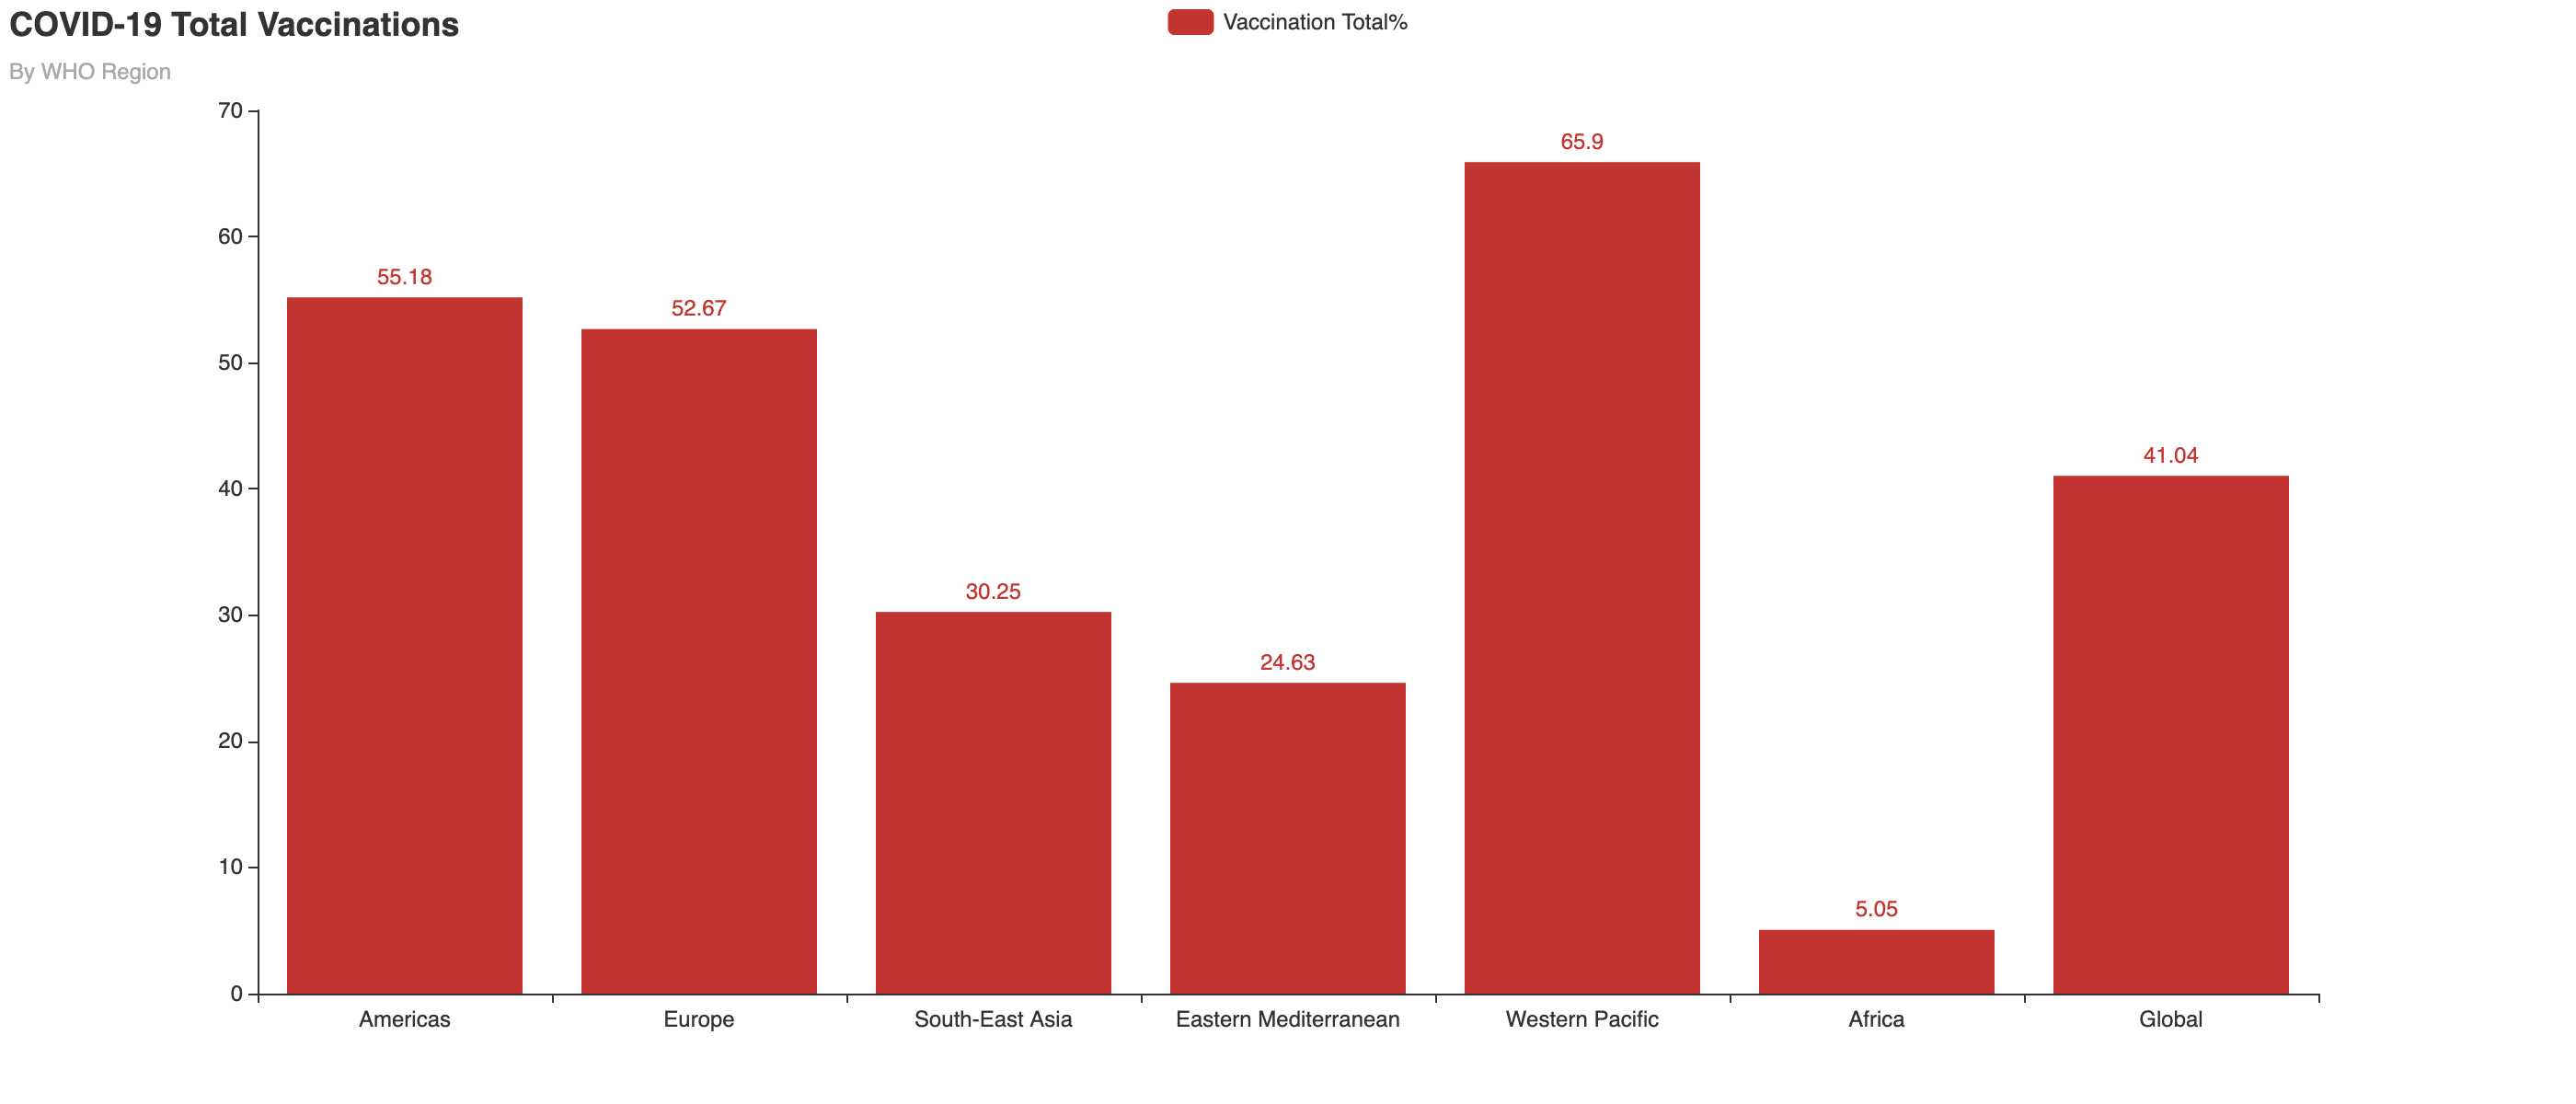 COVID-19 Total Vaccinations
By WHO Region
Vaccination Total%
70
60
50
40
30
20
10
0
55.18
52.67
30.25
24.63
65.9
5.05
41.04
Americas
Europe
South-East Asia
Eastern Mediterranean
Western Pacific
Africa
Global